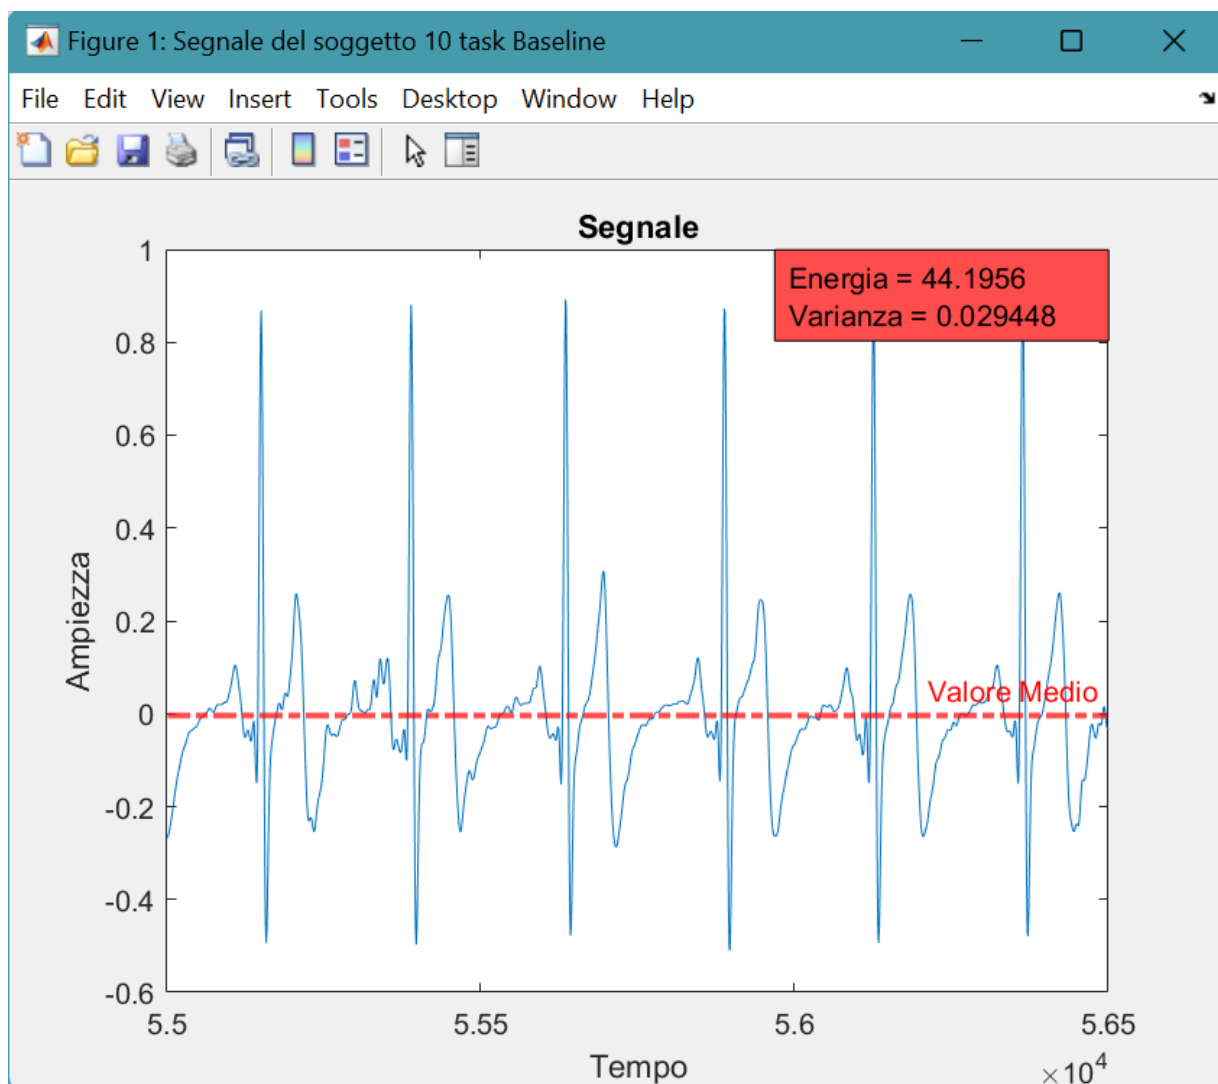 Figure 1: Segnale del soggetto 10 task Baseline
File Edit View Insert Tools Desktop Window Help
Segnale
Energia = 44.1956
Varianza = 0.029448
1
0.8
0.6
0.4
0.2
0
-0.2
-0.4
-0.6
Ampiezza
Valore Medio
5.5 5.55 5.6 5.65
Tempo
×10⁴